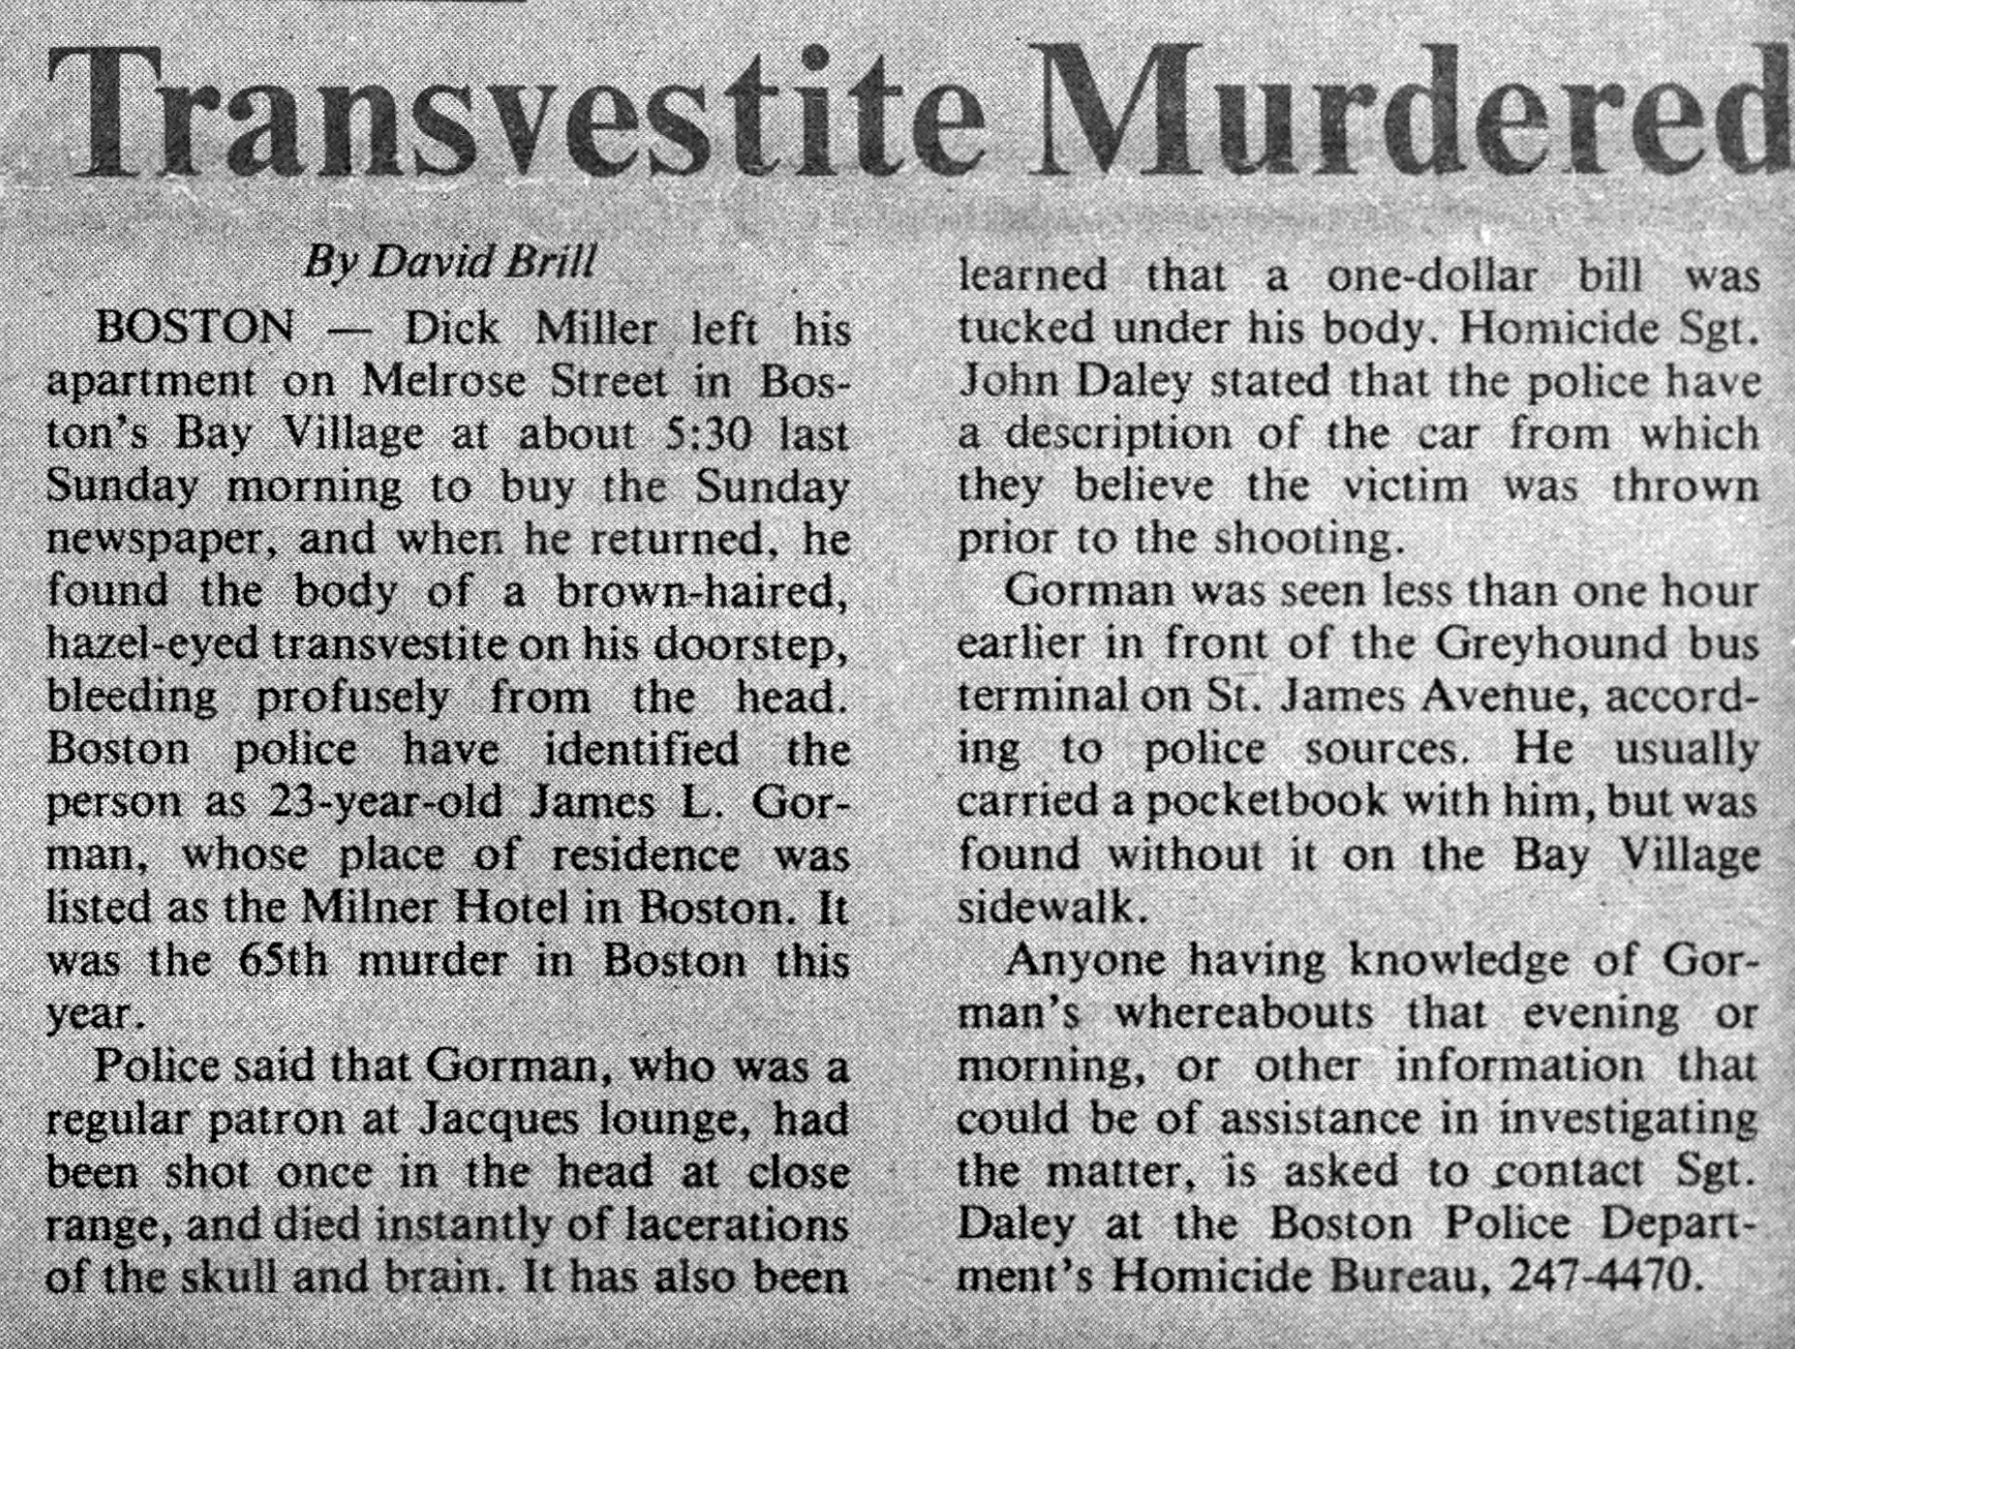 Transvestite Murdered
By David Brill
BOSTON — Dick Miller left his
apartment on Melrose Street in Bos-
ton's Bay Village at about 5:30 last
Sunday morning to buy the Sunday
newspaper, and when he returned, he
found the body of a brown-haired,
hazel-eyed transvestite on his doorstep,
bleeding profusely from the head.
Boston police have identified the
person as 23-year-old James L. Gor-
man, whose place of residence was
listed as the Milner Hotel in Boston. It
was the 65th murder in Boston this
year.
Police said that Gorman, who was a
regular patron at Jacques lounge, had
been shot once in the head at close
range, and died instantly of lacerations
of the skull and brain. It has also been
learned that a one-dollar bill was
tucked under his body. Homicide Sgt.
John Daley stated that the police have
a description of the car from which
they believe the victim was thrown
prior to the shooting.
Gorman was seen less than one hour
earlier in front of the Greyhound bus
terminal on St. James Avenue, accord-
ing to police sources. He usually
carried a pocketbook with him, but was
found without it on the Bay Village
sidewalk.
Anyone having knowledge of Gor-
man's whereabouts that evening or
morning, or other information that
could be of assistance in investigating
the matter, is asked to contact Sgt.
Daley at the Boston Police Depart-
ment's Homicide Bureau, 247-4470.